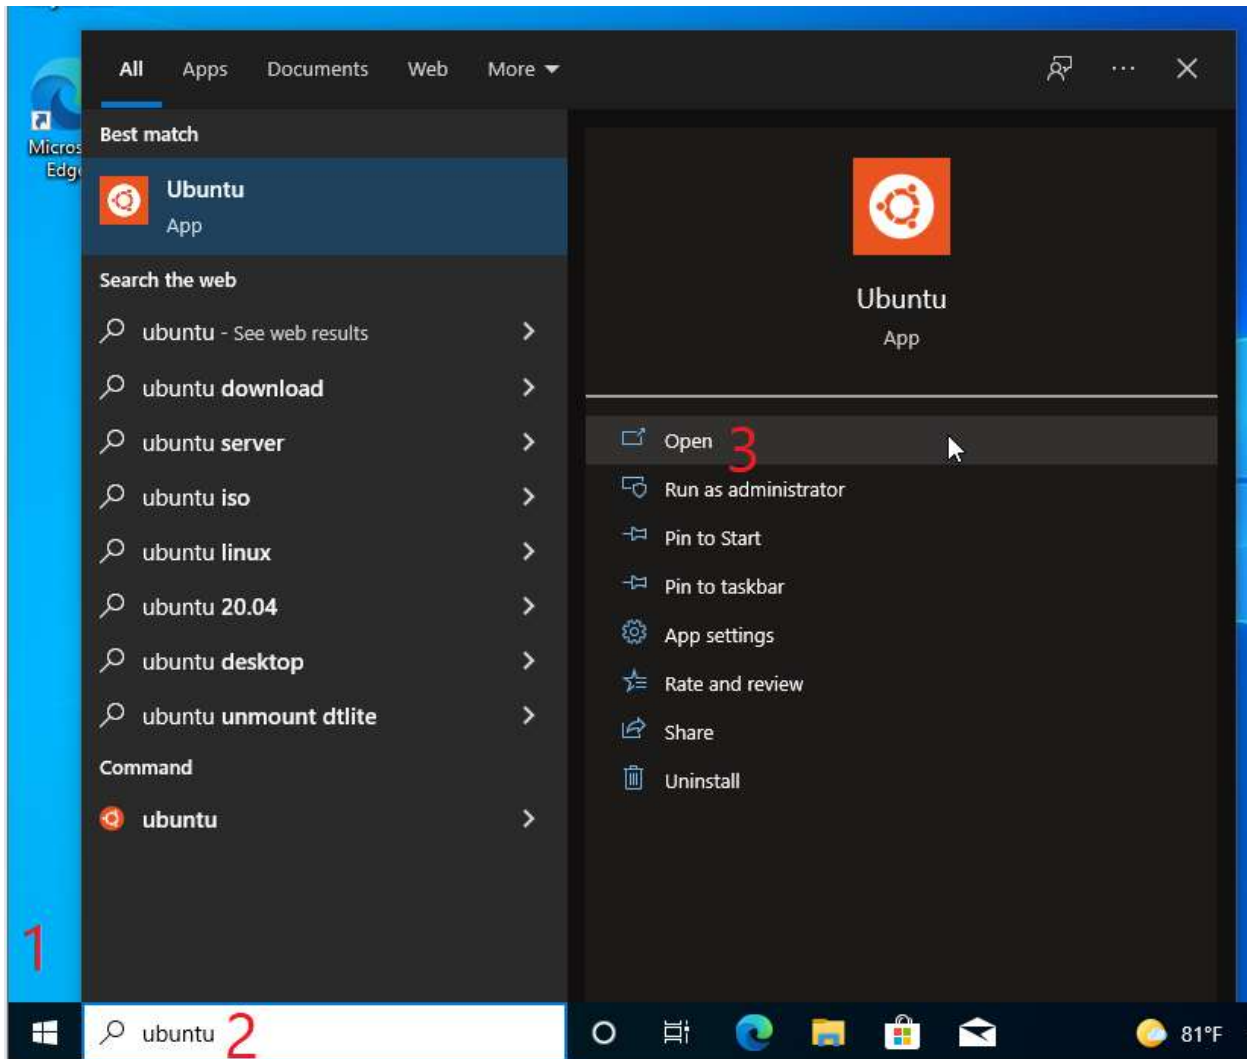 All Apps Documents Web More
Micros
Edge
Best match
Ubuntu
App
Search the web
ubuntu - See web results
ubuntu download
ubuntu server
ubuntu iso
ubuntu linux
ubuntu 20.04
ubuntu desktop
ubuntu unmount dtlite
Command
ubuntu
Ubuntu
App
Open 3
Run as administrator
Pin to Start
Pin to taskbar
App settings
Rate and review
Share
Uninstall
1
ubuntu 2
81°F